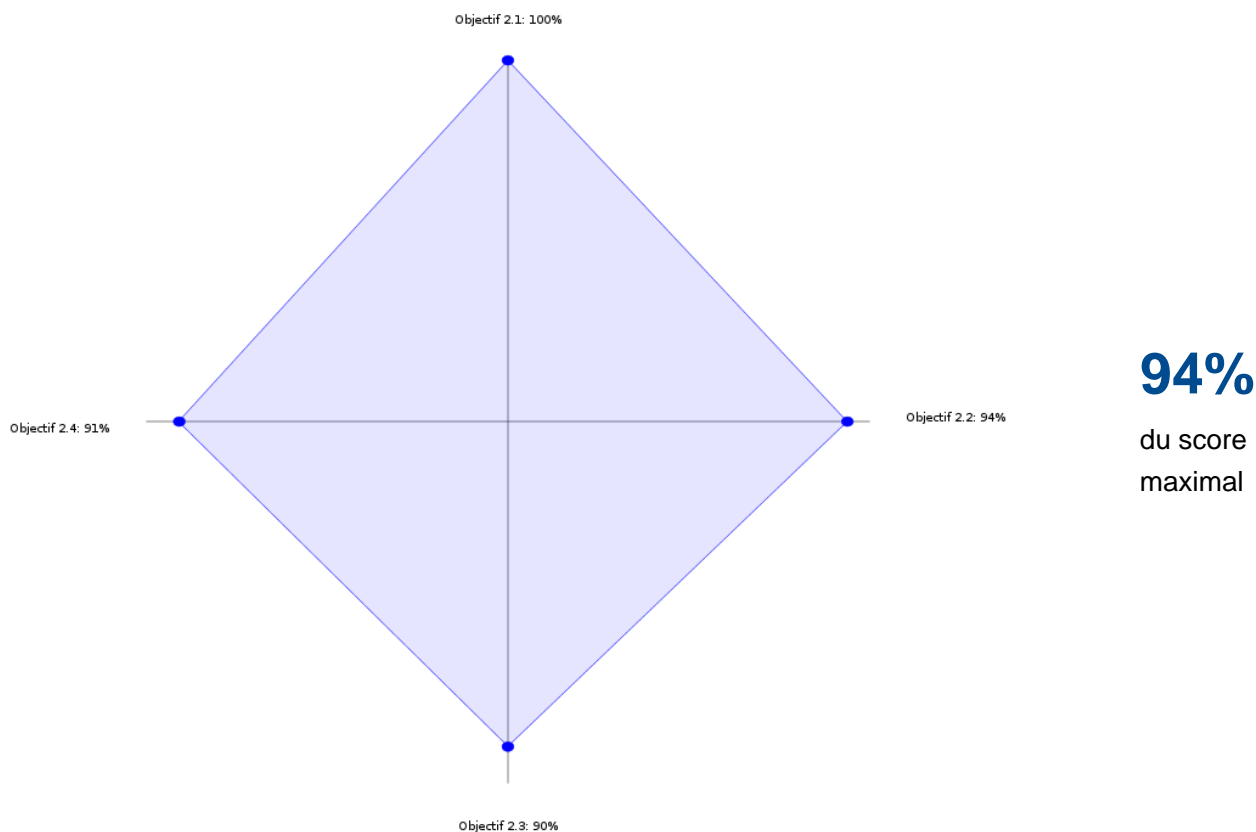 Objectif 2.1: 100%
Objectif 2.2: 94%
Objectif 2.4: 91%
Objectif 2.3: 90%
94%
du score
maximal